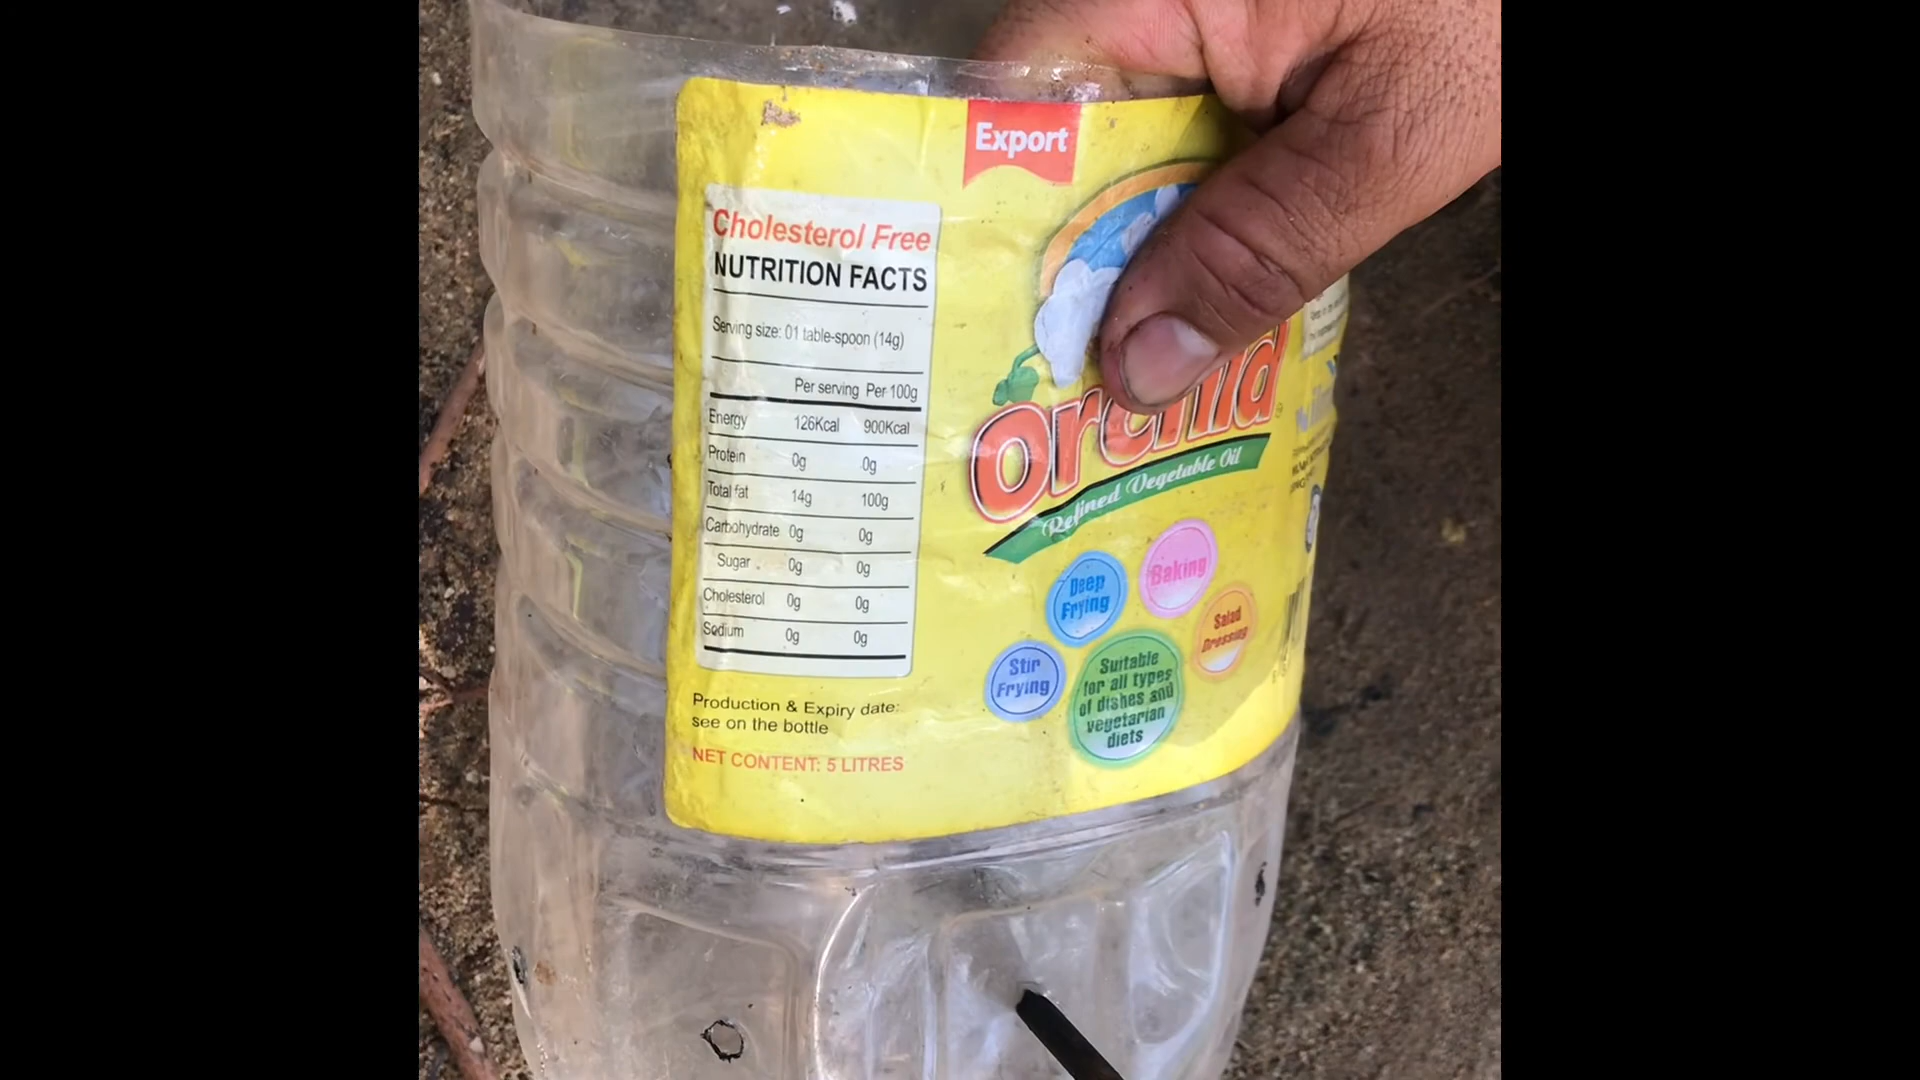 Export
Cholesterol Free
NUTRITION FACTS
Serving size: 01 table-spoon (14g)
Per serving Per 100g
Energy 126Kcal 900Kcal
Protein 0g 0g
Total fat 14g 100g
Carbohydrate 0g 0g
Sugar 0g 0g
Cholesterol 0g 0g
Sodium 0g 0g
Production & Expiry date:
see on the bottle
NET CONTENT: 5 LITRES
orchid
Refined Vegetable Oil
Deep
Frying
Baking
Salad
Dressing
Stir
Frying
Suitable
for all types
of dishes and
vegetarian
diets